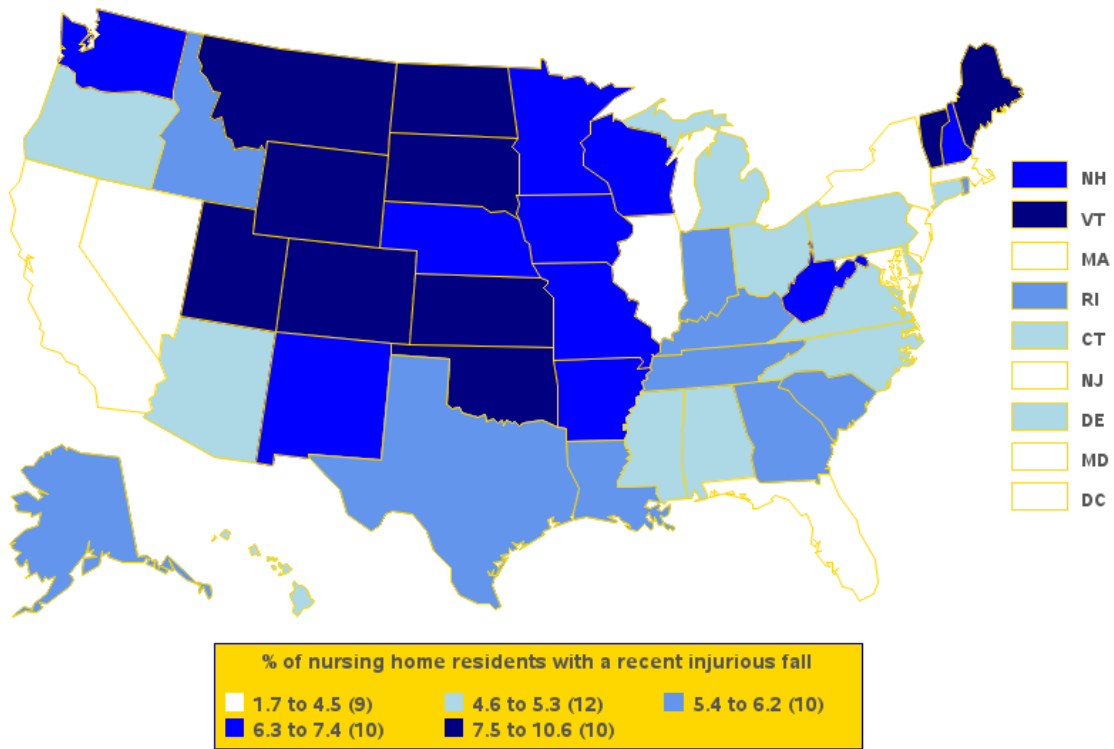 NH
VT
MA
RI
CT
NJ
DE
MD
DC
% of nursing home residents with a recent injurious fall
1.7 to 4.5 (9) 4.6 to 5.3 (12) 5.4 to 6.2 (10)
6.3 to 7.4 (10) 7.5 to 10.6 (10)